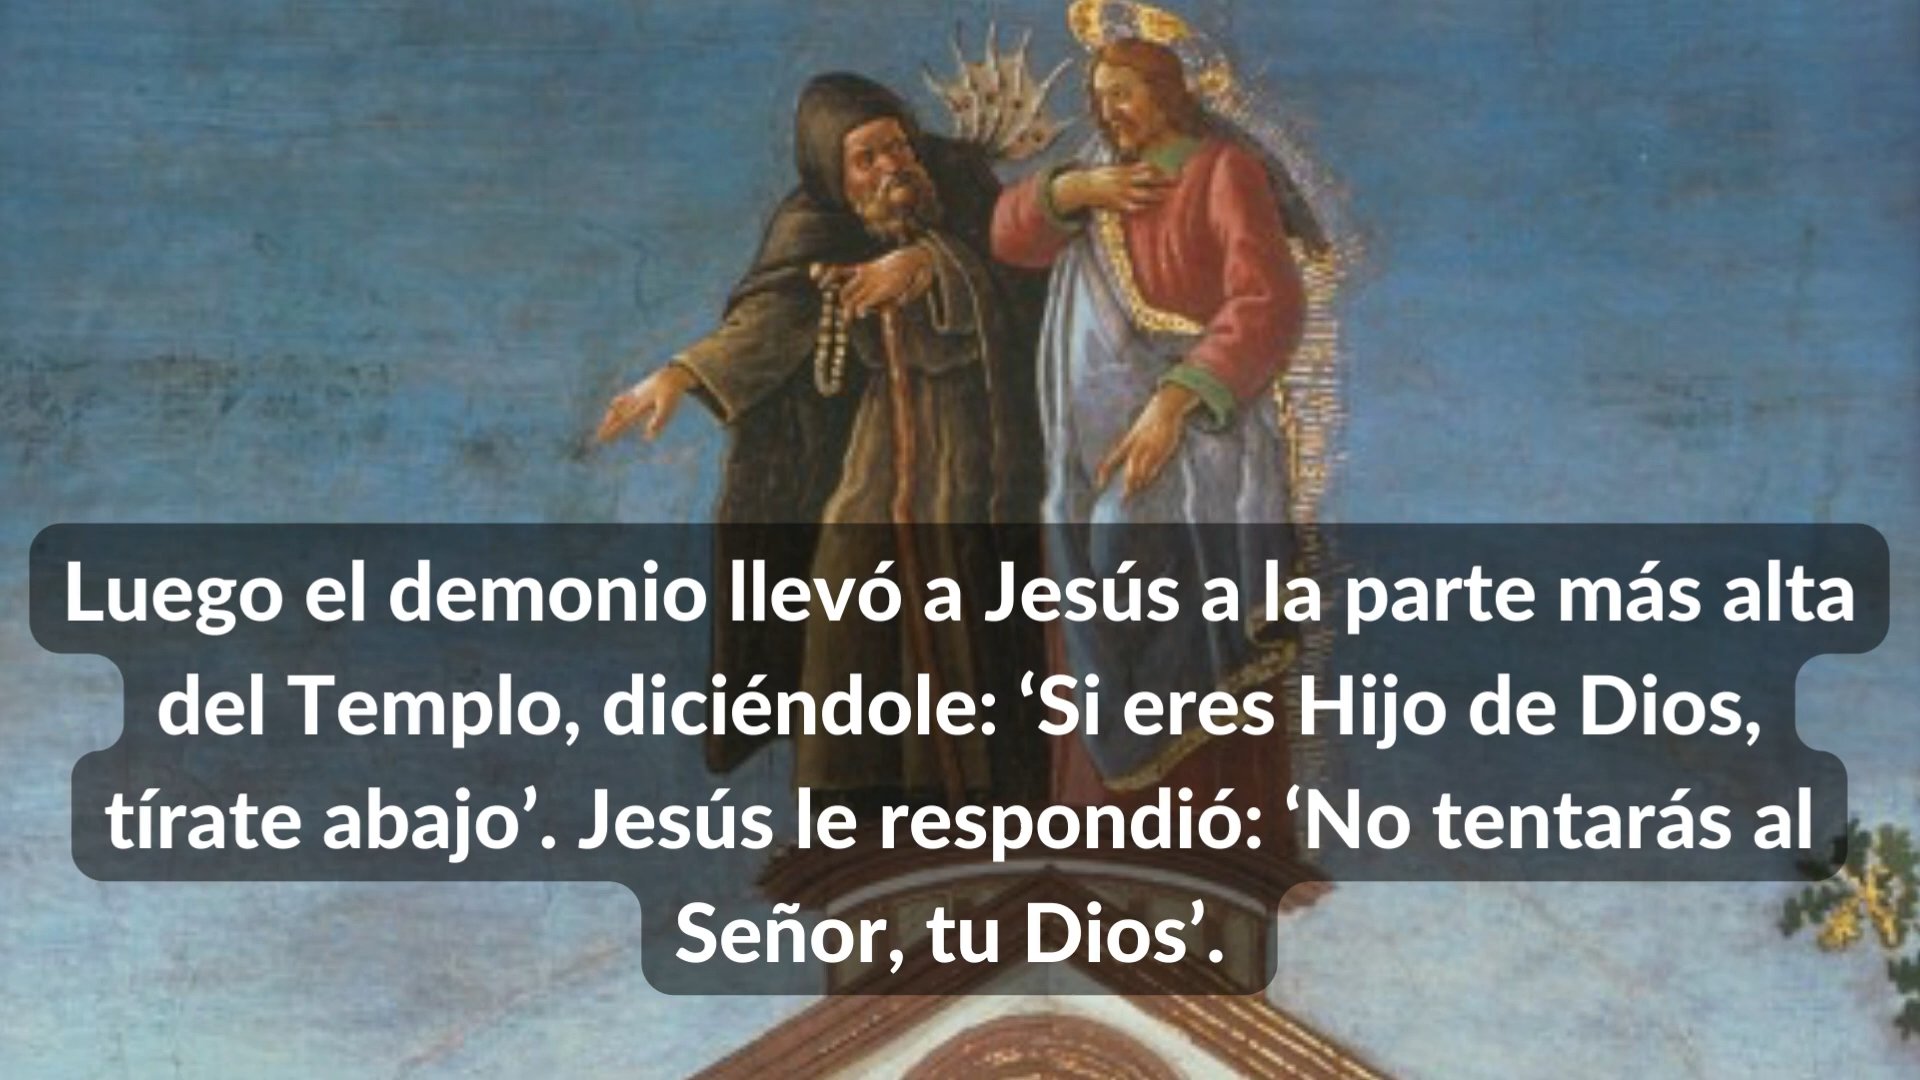 Luego el demonio llevó a Jesús a la parte más alta
del Templo, diciéndole: ‘Si eres Hijo de Dios,
tírate abajo’. Jesús le respondió: ‘No tentarás al
Señor, tu Dios’.